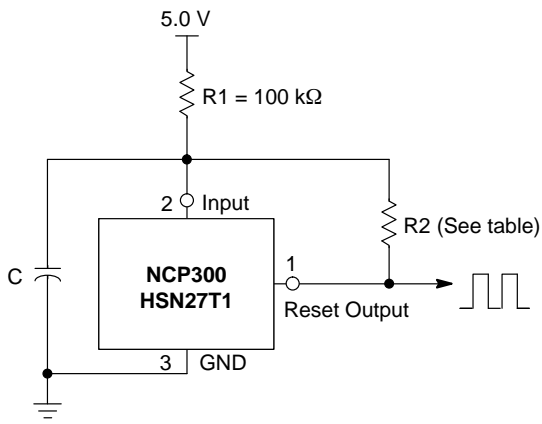 5.0 V
R1 = 100 kΩ
2 Input
R2 (See table)
C
NCP300
HSN27T1
1
Reset Output
3 GND